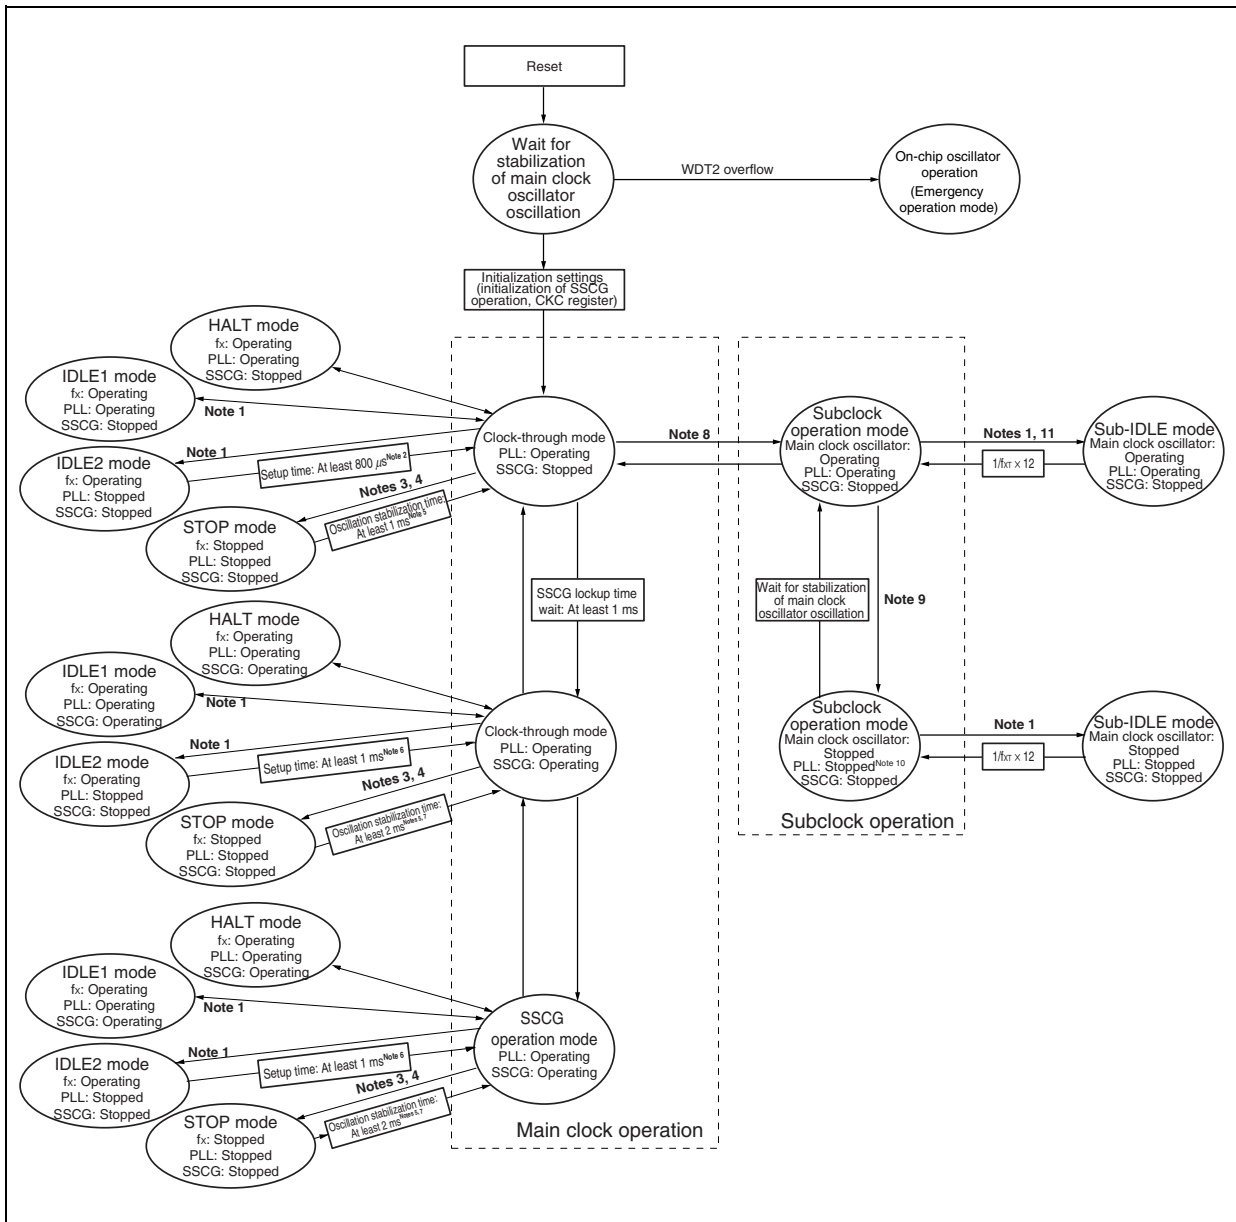 Reset
Wait for
stabilization
of main clock
oscillator
oscillation
WDT2 overflow
On-chip oscillator
operation
(Emergency
operation mode)
Initialization settings
(initialization of SSCG
operation, CKC register)
HALT mode
fx: Operating
PLL: Operating
SSCG: Stopped
IDLE1 mode
fx: Operating
PLL: Operating
SSCG: Stopped
Note 1
IDLE2 mode
fx: Operating
PLL: Stopped
SSCG: Stopped
Note 1
Setup time: At least 800 µs Note 2
STOP mode
fx: Stopped
PLL: Stopped
SSCG: Stopped
Notes 3, 4
Oscillation stabilization time:
At least 1 ms Note 5
Clock-through mode
PLL: Operating
SSCG: Stopped
Note 8
Subclock
operation mode
Main clock oscillator:
Operating
PLL: Operating
SSCG: Stopped
Notes 1, 11
1/fXT × 12
Sub-IDLE mode
Main clock oscillator:
Operating
PLL: Operating
SSCG: Stopped
SSCG lockup time
wait: At least 1 ms
Wait for stabilization
of main clock
oscillator oscillation
Note 9
HALT mode
fx: Operating
PLL: Operating
SSCG: Operating
IDLE1 mode
fx: Operating
PLL: Operating
SSCG: Operating
Note 1
IDLE2 mode
fx: Operating
PLL: Stopped
SSCG: Stopped
Note 1
Setup time: At least 1 ms Note 6
STOP mode
fx: Stopped
PLL: Stopped
SSCG: Stopped
Notes 3, 4
Oscillation stabilization time:
At least 2 ms Notes 5, 7
Clock-through mode
PLL: Operating
SSCG: Operating
Subclock
operation mode
Main clock oscillator:
Stopped
PLL: Stopped Note 10
SSCG: Stopped
Note 1
1/fXT × 12
Sub-IDLE mode
Main clock oscillator:
Stopped
PLL: Stopped
SSCG: Stopped
Subclock operation
HALT mode
fx: Operating
PLL: Operating
SSCG: Operating
IDLE1 mode
fx: Operating
PLL: Operating
SSCG: Operating
Note 1
IDLE2 mode
fx: Operating
PLL: Stopped
SSCG: Stopped
Note 1
Setup time: At least 1 ms Note 6
STOP mode
fx: Stopped
PLL: Stopped
SSCG: Stopped
Notes 3, 4
Oscillation stabilization time:
At least 2 ms Notes 5, 7
SSCG
operation mode
PLL: Operating
SSCG: Operating
Main clock operation